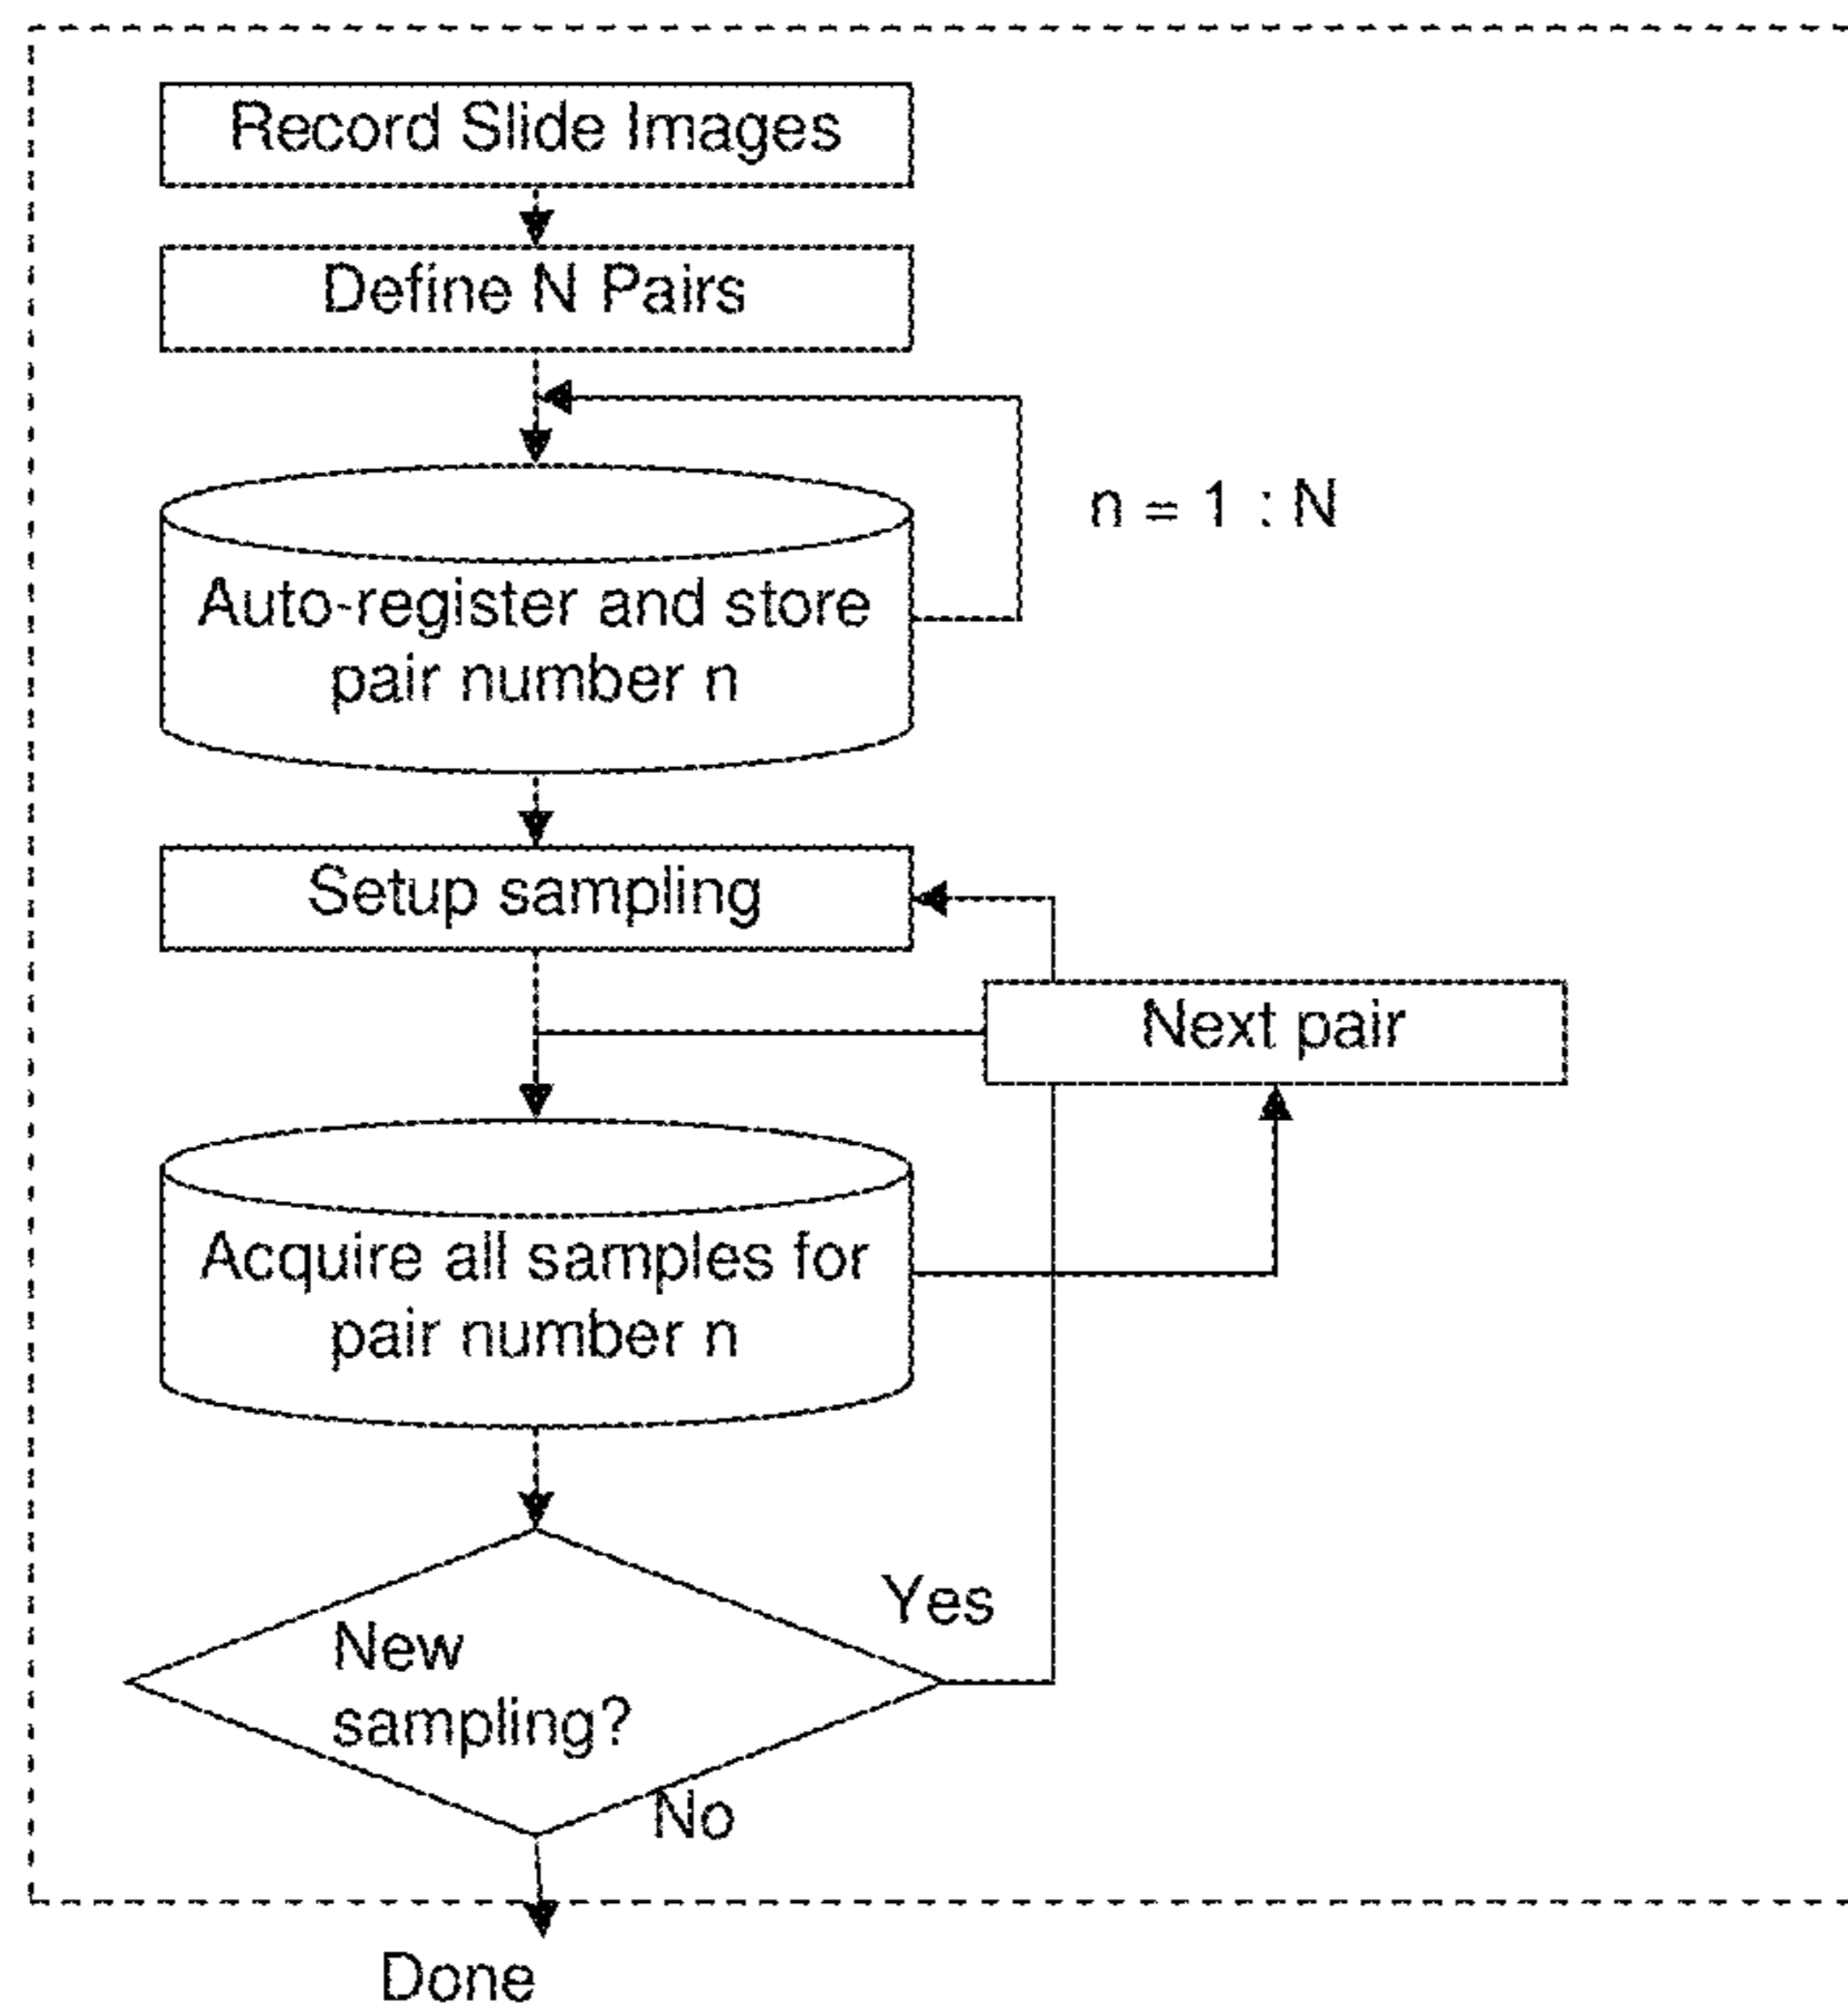 Record Slide Images
Define N Pairs
n = 1 : N
Auto-register and store
pair number n
Setup sampling
Next pair
Acquire all samples for
pair number n
Yes
New
sampling?
No
Done